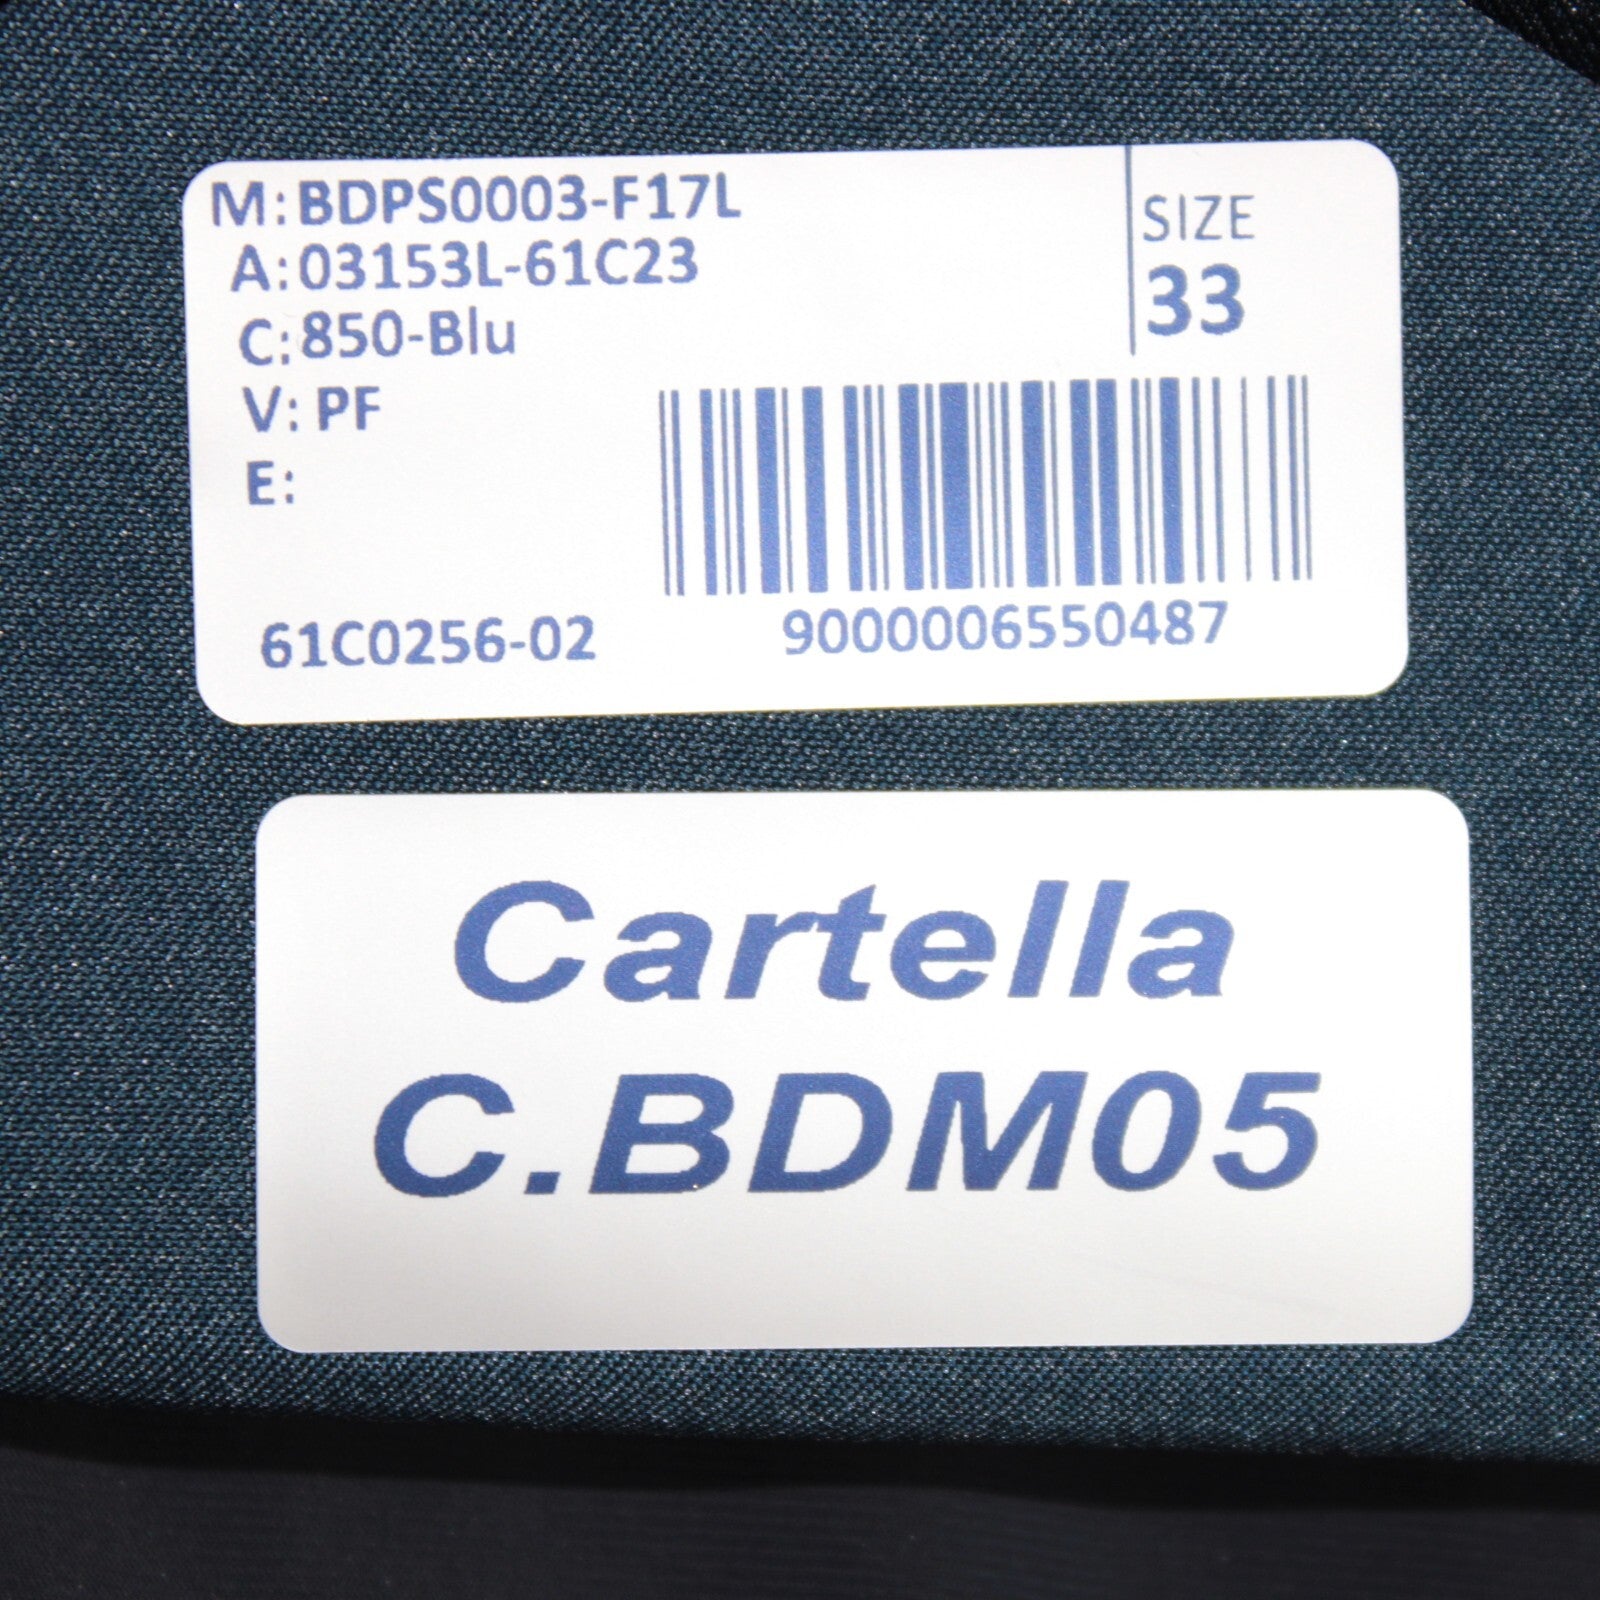 M: BDPS0003-F17L
A: 03153L-61C23
C: 850-Blu
V: PF
E:
SIZE
33
61C0256-02
9000006550487
Cartella
C.BDM05